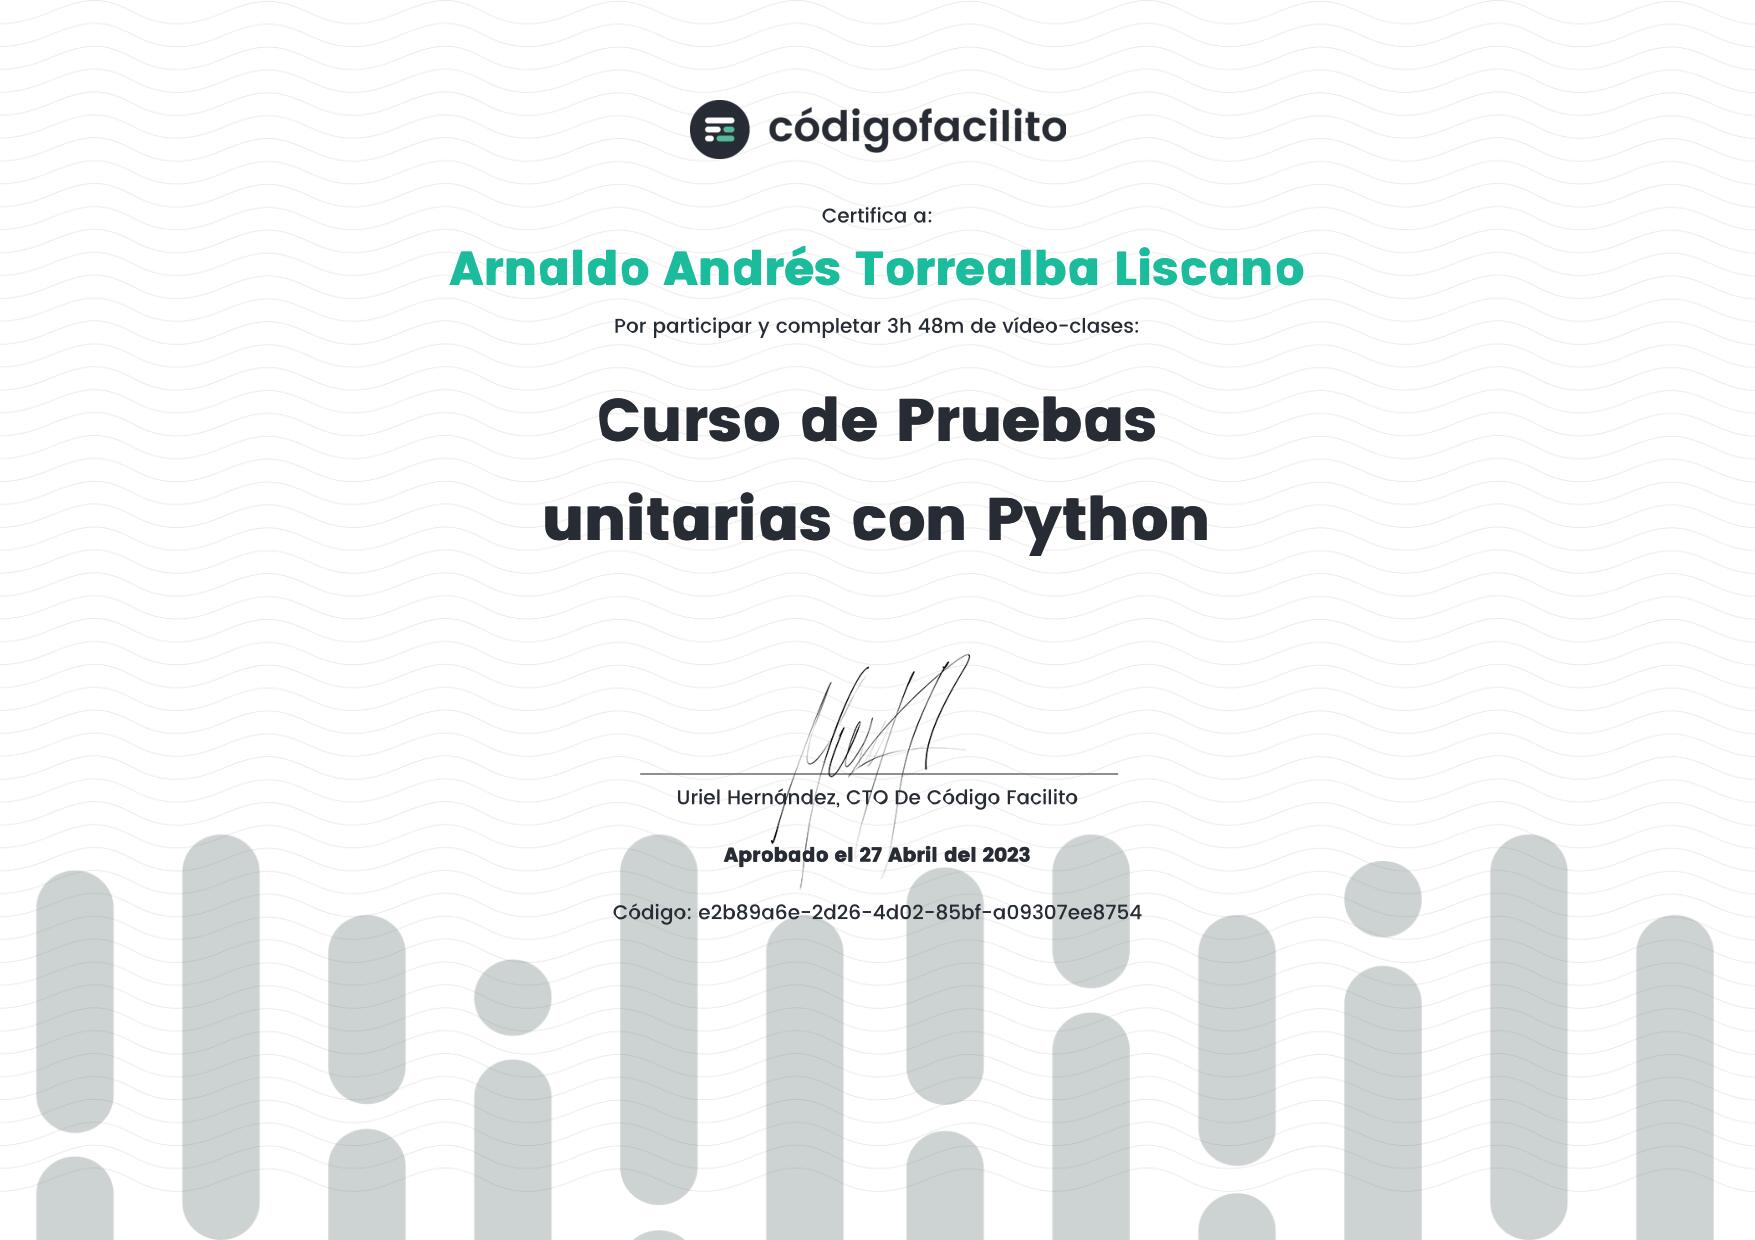 códigofacilito
Certifica a:
Arnaldo Andrés Torrealba Liscano
Por participar y completar 3h 48m de vídeo-clases:
Curso de Pruebas
unitarias con Python
Uriel Hernández, CTO De Código Facilito
Aprobado el 27 Abril del 2023
Código: e2b89a6e-2d26-4d02-85bf-a09307ee8754